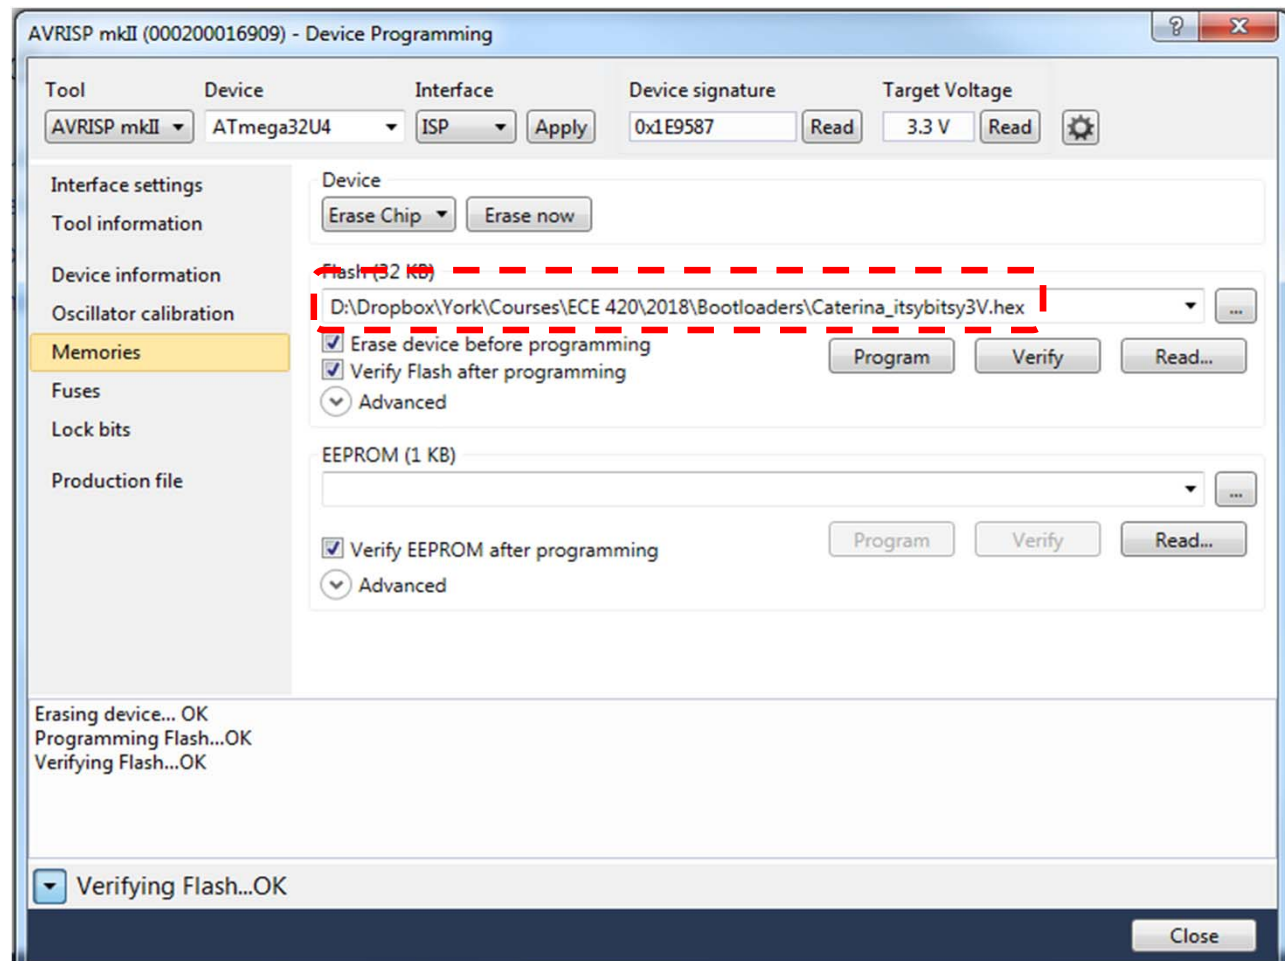 AVRISP mkII (000200016909) - Device Programming
Tool Device Interface Device signature Target Voltage
AVRISP mkII ATmega32U4 ISP Apply 0x1E9587 Read 3.3 V Read
Interface settings
Tool information
Device information
Oscillator calibration
Memories
Fuses
Lock bits
Production file
Device
Erase Chip Erase now
Flash (32 KB)
D:\Dropbox\York\Courses\ECE 420\2018\Bootloaders\Caterina_itsybitsy3V.hex ...
Erase device before programming
Verify Flash after programming
Program Verify Read...
Advanced
EEPROM (1 KB)
...
Verify EEPROM after programming
Program Verify Read...
Advanced
Erasing device... OK
Programming Flash...OK
Verifying Flash...OK
Verifying Flash...OK
Close